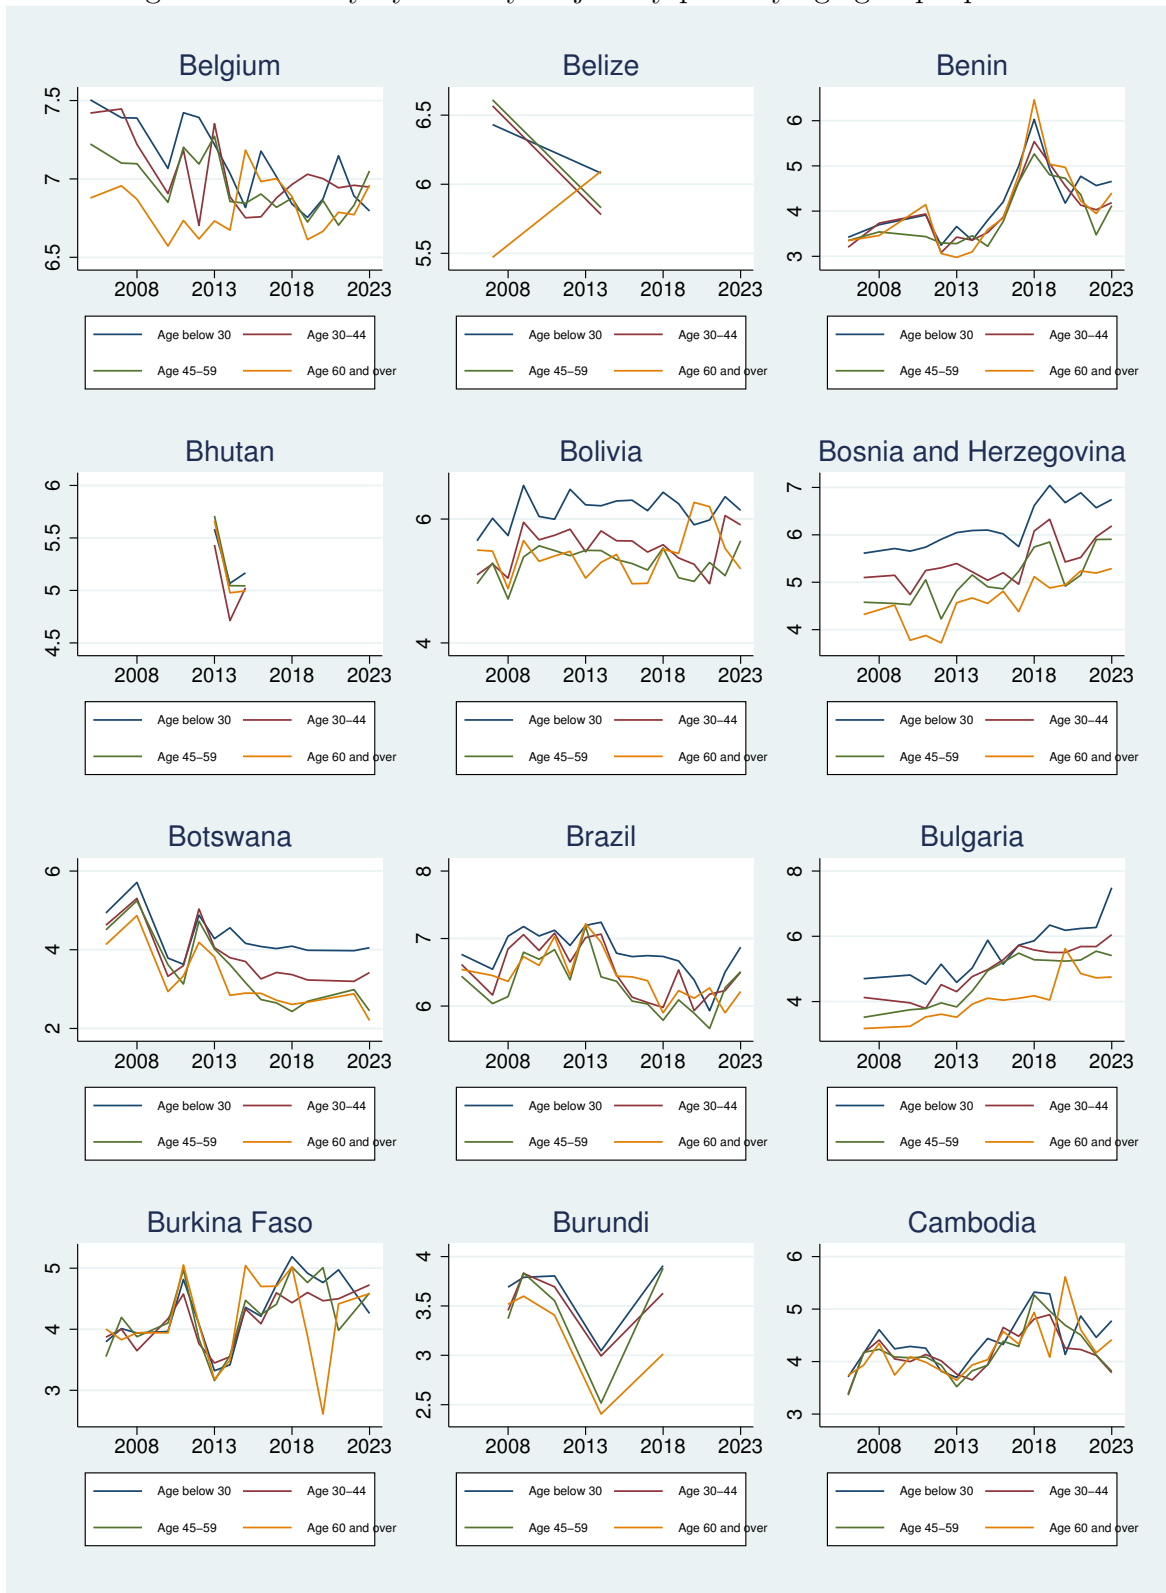 Belgium
7.5
7
6.5
2008 2013 2018 2023
Age below 30 Age 30–44
Age 45–59 Age 60 and over
Belize
6.5
6
5.5
2008 2013 2018 2023
Age below 30 Age 30–44
Age 45–59 Age 60 and over
Benin
6
5
4
3
2008 2013 2018 2023
Age below 30 Age 30–44
Age 45–59 Age 60 and over
Bhutan
6
5.5
5
4.5
2008 2013 2018 2023
Age below 30 Age 30–44
Age 45–59 Age 60 and over
Bolivia
6
4
2008 2013 2018 2023
Age below 30 Age 30–44
Age 45–59 Age 60 and over
Bosnia and Herzegovina
7
6
5
4
2008 2013 2018 2023
Age below 30 Age 30–44
Age 45–59 Age 60 and over
Botswana
6
4
2
2008 2013 2018 2023
Age below 30 Age 30–44
Age 45–59 Age 60 and over
Brazil
8
7
6
2008 2013 2018 2023
Age below 30 Age 30–44
Age 45–59 Age 60 and over
Bulgaria
8
6
4
2008 2013 2018 2023
Age below 30 Age 30–44
Age 45–59 Age 60 and over
Burkina Faso
5
4
3
2008 2013 2018 2023
Age below 30 Age 30–44
Age 45–59 Age 60 and over
Burundi
4
3.5
3
2.5
2008 2013 2018 2023
Age below 30 Age 30–44
Age 45–59 Age 60 and over
Cambodia
6
5
4
3
2008 2013 2018 2023
Age below 30 Age 30–44
Age 45–59 Age 60 and over